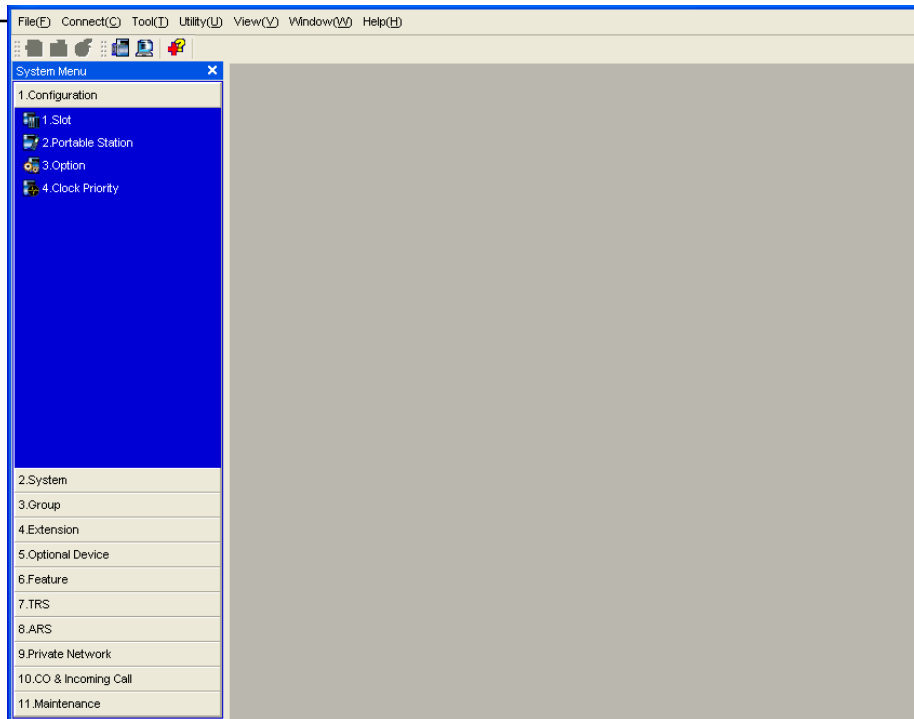 File(F) Connect(C) Tool(T) Utility(U) View(V) Window(W) Help(H)
System Menu
1.Configuration
1.Slot
2.Portable Station
3.Option
4.Clock Priority
2.System
3.Group
4.Extension
5.Optional Device
6.Feature
7.TRS
8.ARS
9.Private Network
10.CO & Incoming Call
11.Maintenance